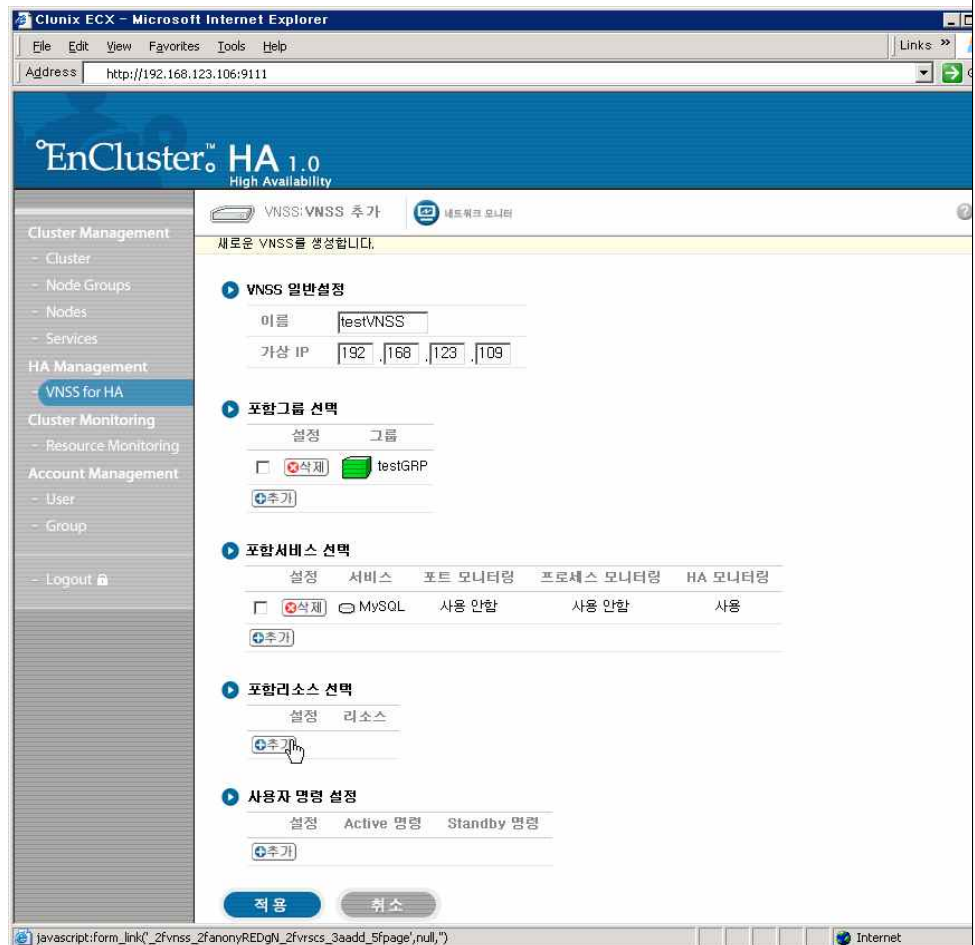 Clunix ECX - Microsoft Internet Explorer
File Edit View Favorites Tools Help
Links »
Address http://192.168.123.106:9111
EnCluster™ HA 1.0
High Availability
VNSS:VNSS 추가 네트워크 모니터
새로운 VNSS를 생성합니다.
Cluster Management
- Cluster
- Node Groups
- Nodes
- Services
HA Management
- VNSS for HA
Cluster Monitoring
- Resource Monitoring
Account Management
- User
- Group
- Logout
VNSS 일반설정
이름 testVNSS
가상 IP 192 .168 .123 .109
포함그룹 선택
설정 그룹
삭제 testGRP
추가
포함서비스 선택
설정 서비스 포트 모니터링 프로세스 모니터링 HA 모니터링
삭제 MySQL 사용 안함 사용 안함 사용
추가
포함리소스 선택
설정 리소스
추가
사용자 명령 설정
설정 Active 명령 Standby 명령
추가
적용 취소
javascript:form_link('_2fvnss_2fanonyREDgN_2fvrscs_3aadd_5fpage',null,'')
Internet